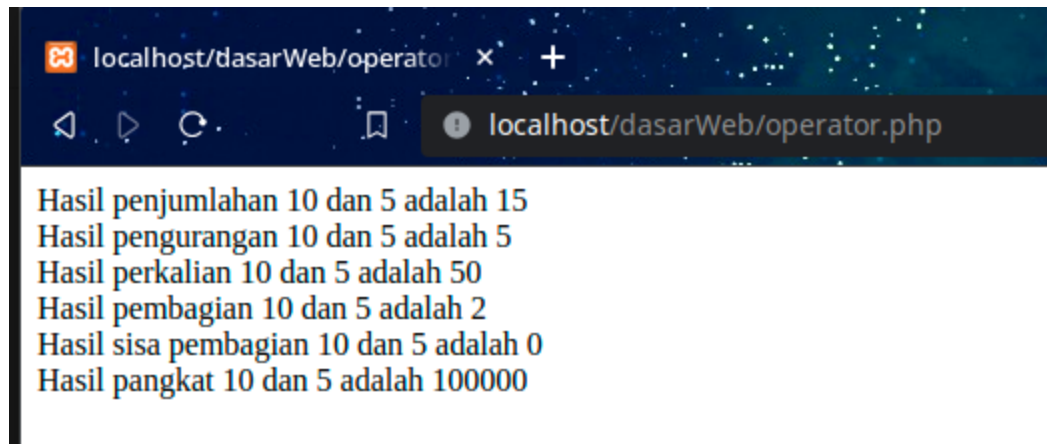 localhost/dasarWeb/operator
localhost/dasarWeb/operator.php
Hasil penjumlahan 10 dan 5 adalah 15
Hasil pengurangan 10 dan 5 adalah 5
Hasil perkalian 10 dan 5 adalah 50
Hasil pembagian 10 dan 5 adalah 2
Hasil sisa pembagian 10 dan 5 adalah 0
Hasil pangkat 10 dan 5 adalah 100000